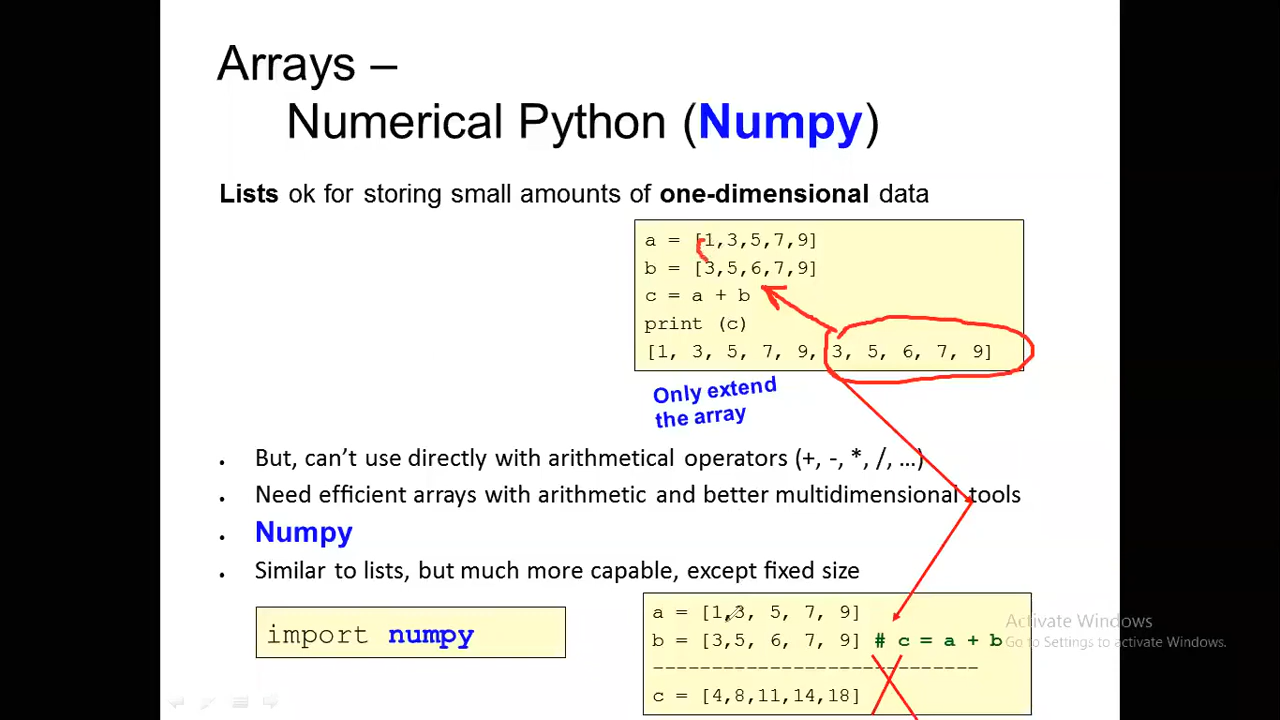 Arrays –
Numerical Python (Numpy)
Lists ok for storing small amounts of one-dimensional data
a = [1,3,5,7,9]
b = [3,5,6,7,9]
c = a + b
print (c)
[1, 3, 5, 7, 9, 3, 5, 6, 7, 9]
Only extend
the array
• But, can't use directly with arithmetical operators (+, -, *, /, …)
• Need efficient arrays with arithmetic and better multidimensional tools
• Numpy
• Similar to lists, but much more capable, except fixed size
import numpy
a = [1,3, 5, 7, 9]
b = [3,5, 6, 7, 9] # c = a + b
----------------------------
c = [4,8,11,14,18]
Activate Windows
Go to Settings to activate Windows.